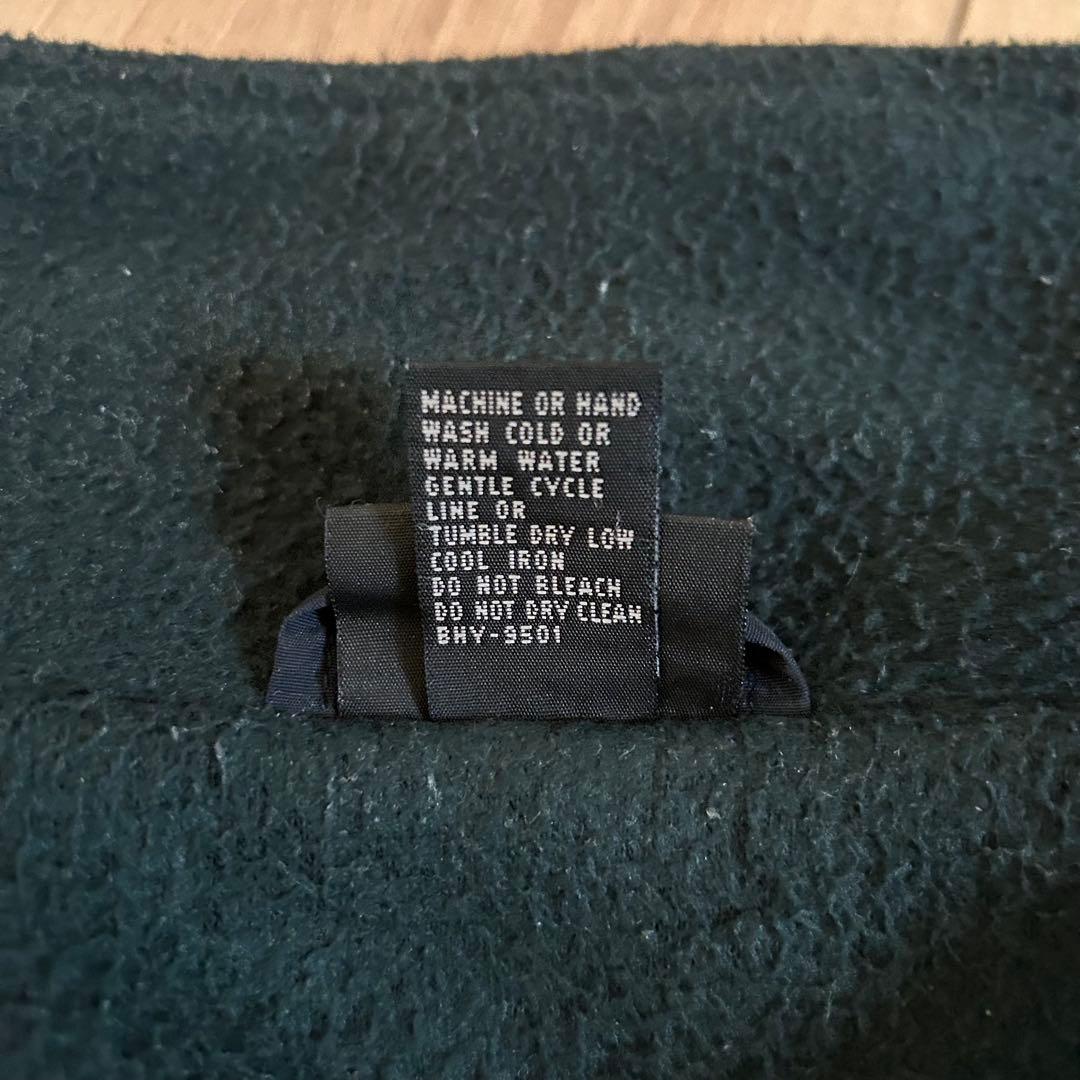 MACHINE OR HAND
WASH COLD OR
WARM WATER
GENTLE CYCLE
LINE OR
TUMBLE DRY LOW
COOL IRON
DO NOT BLEACH
DO NOT DRY CLEAN
BHY-9E01